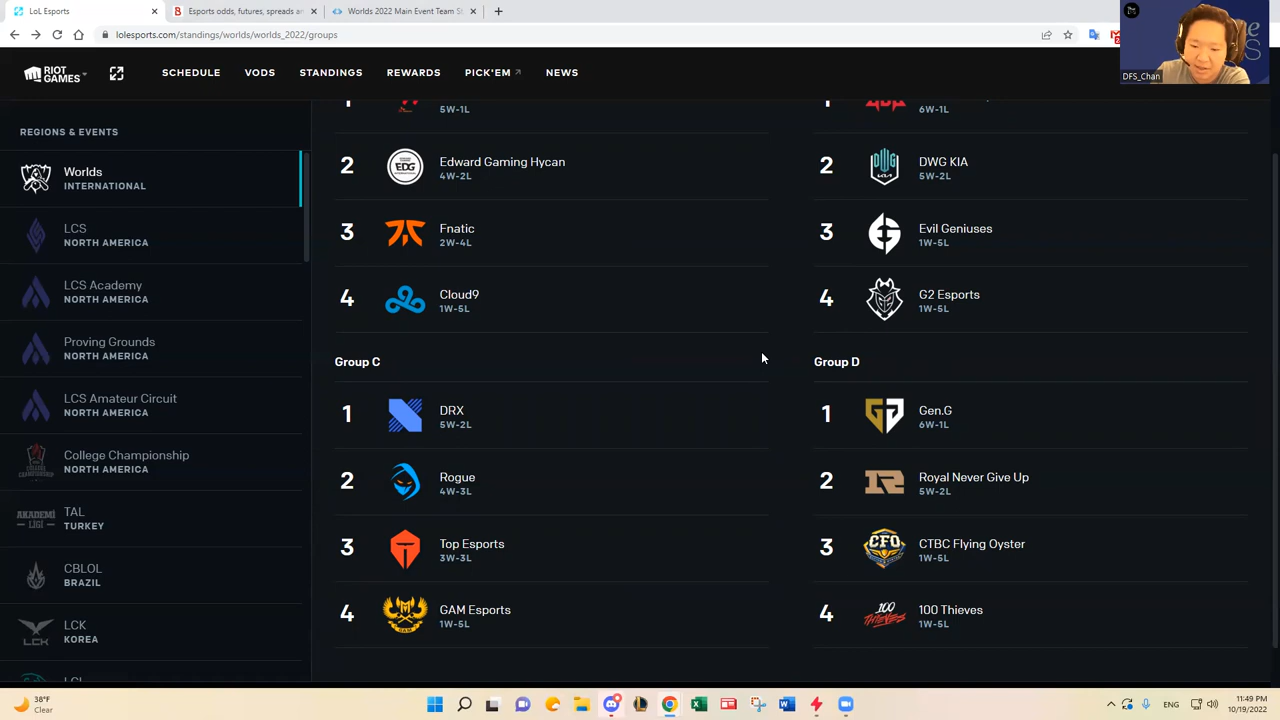 LoL Esports
Esports odds, futures, spreads an
Worlds 2022 Main Event Team St
lolesports.com/standings/worlds/worlds_2022/groups
DFS_Chan
RIOT GAMES
SCHEDULE
VODS
STANDINGS
REWARDS
PICK'EM
NEWS
REGIONS & EVENTS
Worlds
INTERNATIONAL
LCS
NORTH AMERICA
LCS Academy
NORTH AMERICA
Proving Grounds
NORTH AMERICA
LCS Amateur Circuit
NORTH AMERICA
College Championship
NORTH AMERICA
TAL
TURKEY
CBLOL
BRAZIL
LCK
KOREA
5W-1L
2
EDG
Edward Gaming Hycan
4W-2L
3
Fnatic
2W-4L
4
Cloud9
1W-5L
6W-1L
2
DWG KIA
5W-2L
3
Evil Geniuses
1W-5L
4
G2 Esports
1W-5L
Group C
1
DRX
5W-2L
2
Rogue
4W-3L
3
Top Esports
3W-3L
4
GAM
GAM Esports
1W-5L
Group D
1
Gen.G
6W-1L
2
Royal Never Give Up
5W-2L
3
CFO
CTBC Flying Oyster
1W-5L
4
100 THIEVES
100 Thieves
1W-5L
38°F
Clear
ENG
11:49 PM
10/19/2022